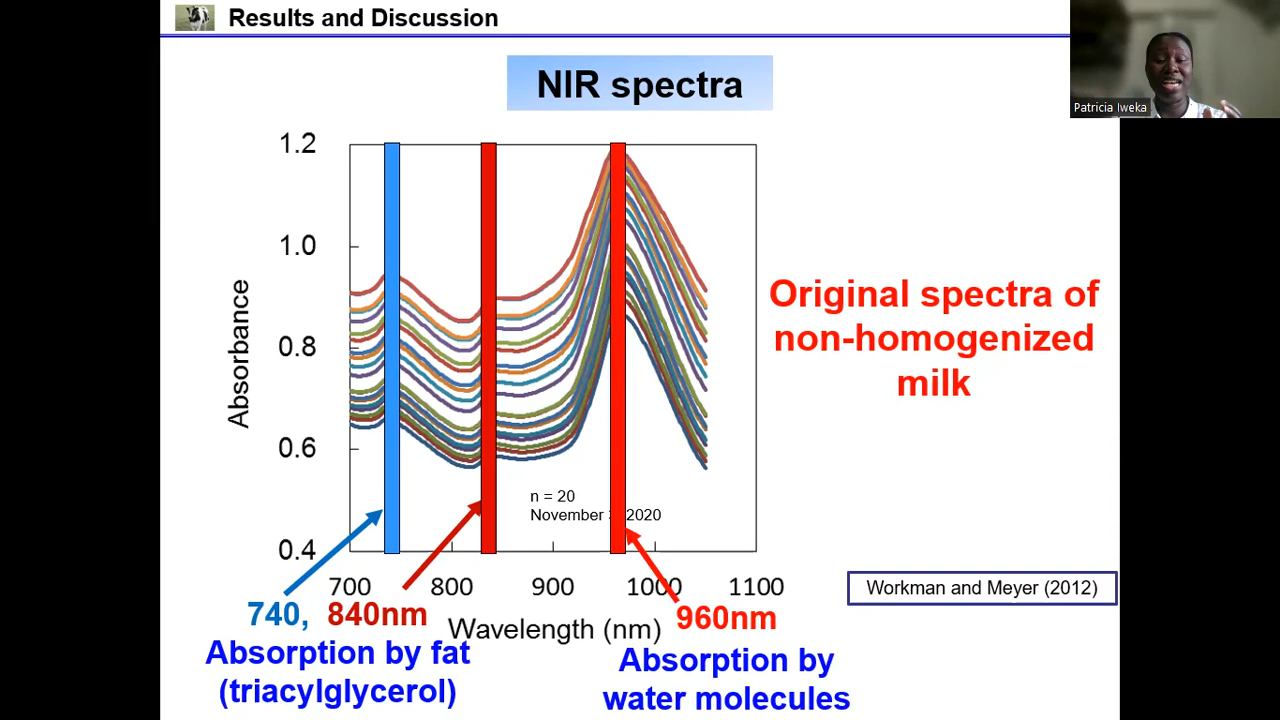 Results and Discussion
NIR spectra
Patricia Iweka
1.2
1.0
0.8
0.6
0.4
Absorbance
Original spectra of
non-homogenized
milk
n = 20
November 3 2020
700 800 900 1000 1100
Wavelength (nm)
740, 840nm
Absorption by fat
(triacylglycerol)
960nm
Absorption by
water molecules
Workman and Meyer (2012)